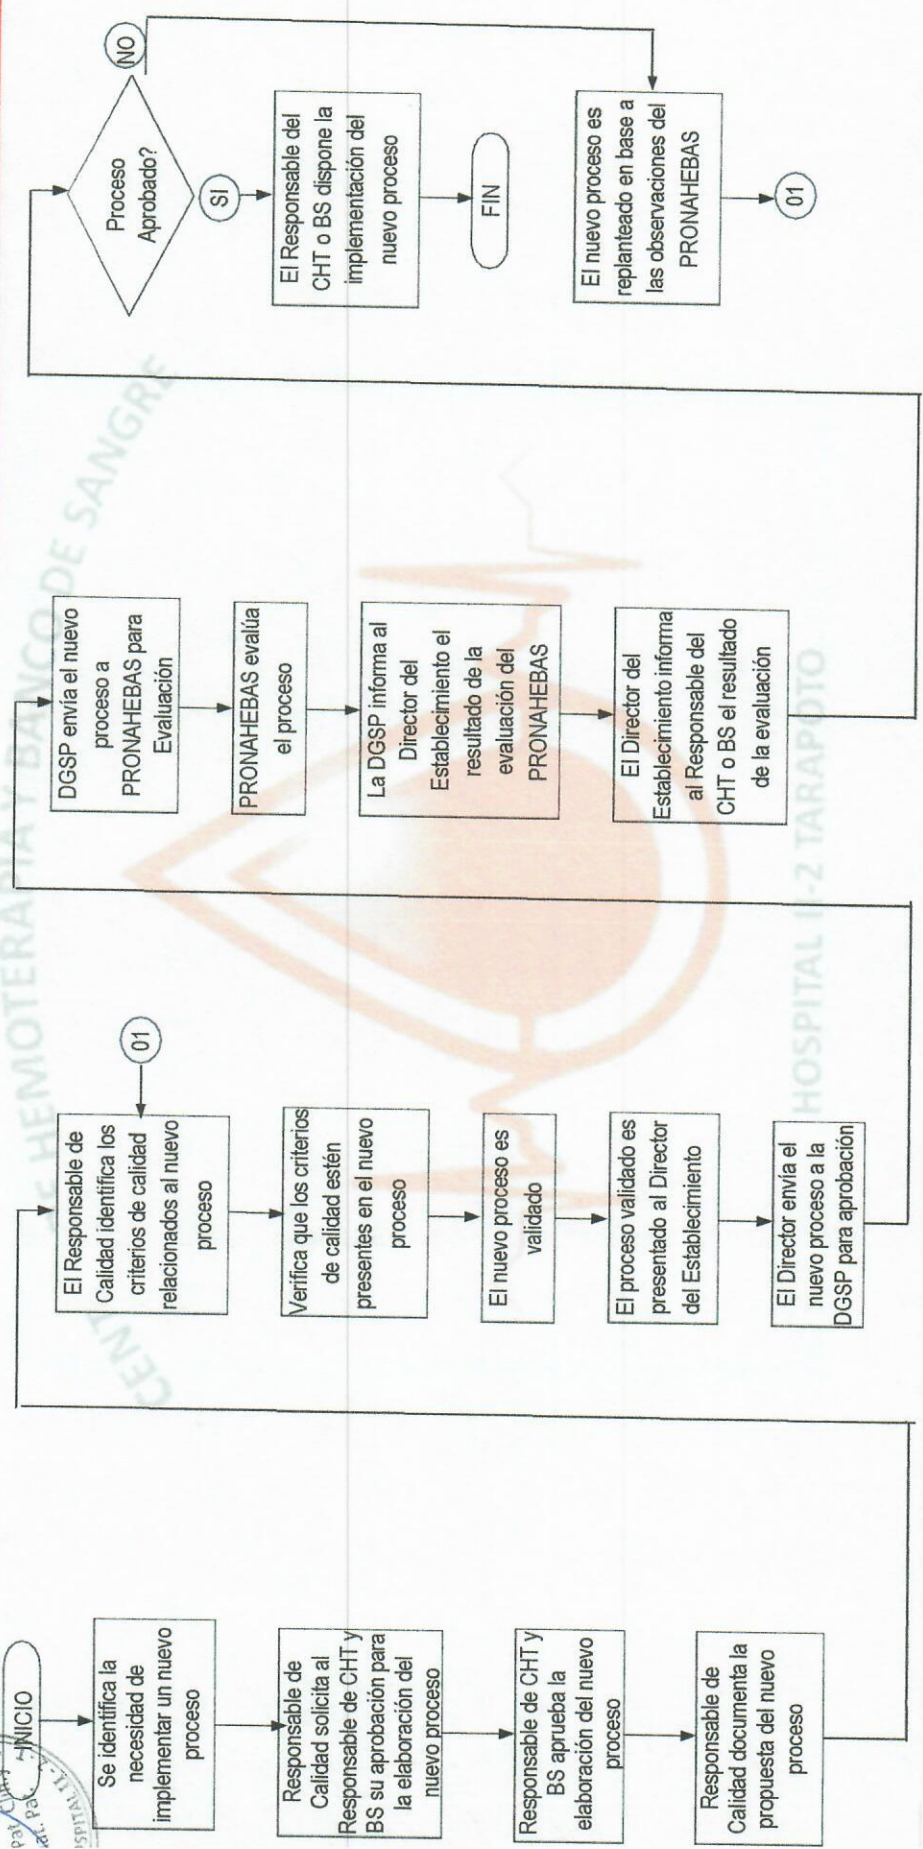 INICIO
Se identifica la
necesidad de
implementar un nuevo
proceso
Responsable de
Calidad solicita al
Responsable de CHT y
BS su aprobación para
la elaboración del
nuevo proceso
Responsable de CHT y
BS aprueba la
elaboración del nuevo
proceso
Responsable de
Calidad documenta la
propuesta del nuevo
proceso
El Responsable de
Calidad identifica los
criterios de calidad
relacionados al nuevo
proceso
01
Verifica que los criterios
de calidad estén
presentes en el nuevo
proceso
El nuevo proceso es
validado
El proceso validado es
presentado al Director
del Establecimiento
El Director envía el
nuevo proceso a la
DGSP para aprobación
DGSP envía el nuevo
proceso a
PRONAHEBAS para
Evaluación
PRONAHEBAS evalúa
el proceso
La DGSP informa al
Director del
Establecimiento el
resultado de la
evaluación del
PRONAHEBAS
El Director del
Establecimiento informa
al Responsable del
CHT o BS el resultado
de la evaluación
Proceso
Aprobado?
NO
SI
El Responsable del
CHT o BS dispone la
implementación del
nuevo proceso
FIN
El nuevo proceso es
replanteado en base a
las observaciones del
PRONAHEBAS
01
HEMOTERAPIA Y BANCO DE SANGRE
HOSPITAL II-2 TARAPOTO